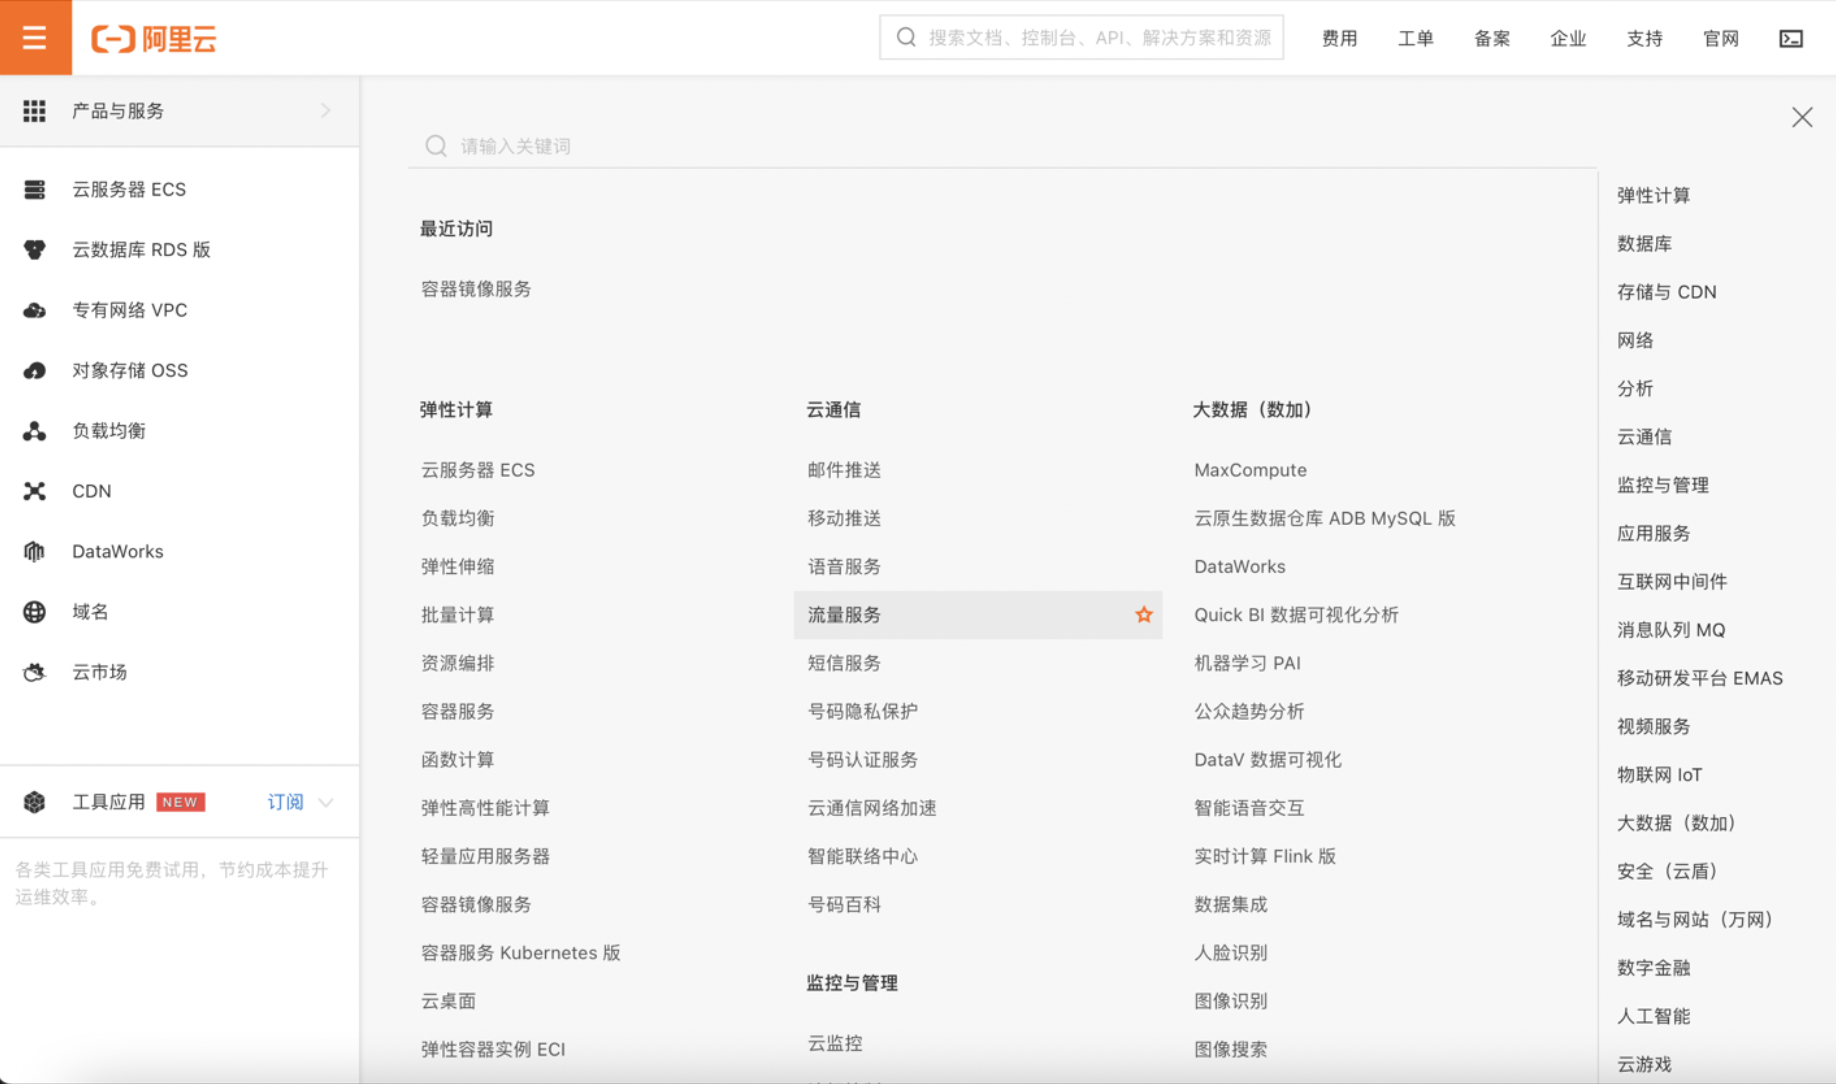 阿里云
搜索文档、控制台、API、解决方案和资源
费用
工单
备案
企业
支持
官网
产品与服务
云服务器 ECS
云数据库 RDS 版
专有网络 VPC
对象存储 OSS
负载均衡
CDN
DataWorks
域名
云市场
工具应用 NEW 订阅
各类工具应用免费试用，节约成本提升
运维效率。
请输入关键词
最近访问
容器镜像服务
弹性计算
云服务器 ECS
负载均衡
弹性伸缩
批量计算
资源编排
容器服务
函数计算
弹性高性能计算
轻量应用服务器
容器镜像服务
容器服务 Kubernetes 版
云桌面
弹性容器实例 ECI
云通信
邮件推送
移动推送
语音服务
流量服务
短信服务
号码隐私保护
号码认证服务
云通信网络加速
智能联络中心
号码百科
监控与管理
云监控
大数据（数加）
MaxCompute
云原生数据仓库 ADB MySQL 版
DataWorks
Quick BI 数据可视化分析
机器学习 PAI
公众趋势分析
DataV 数据可视化
智能语音交互
实时计算 Flink 版
数据集成
人脸识别
图像识别
图像搜索
弹性计算
数据库
存储与 CDN
网络
分析
云通信
监控与管理
应用服务
互联网中间件
消息队列 MQ
移动研发平台 EMAS
视频服务
物联网 IoT
大数据（数加）
安全（云盾）
域名与网站（万网）
数字金融
人工智能
云游戏